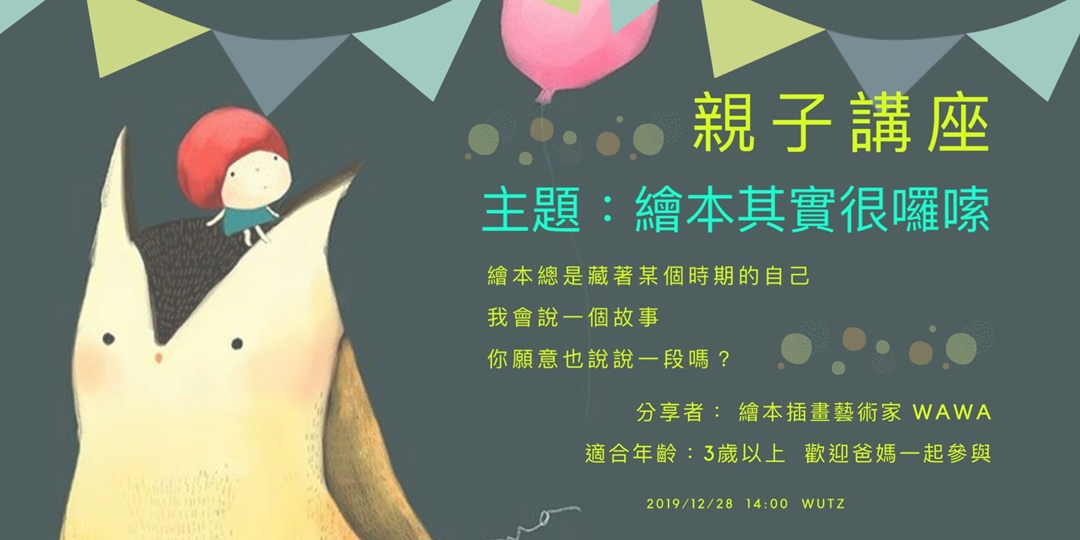 親子講座
主題：繪本其實很囉嗦
繪本總是藏著某個時期的自己
我會說一個故事
你願意也說說一段嗎？
分享者： 繪本插畫藝術家 WAWA
適合年齡：3歲以上 歡迎爸媽一起參與
2019/12/28 14:00 WUTZ